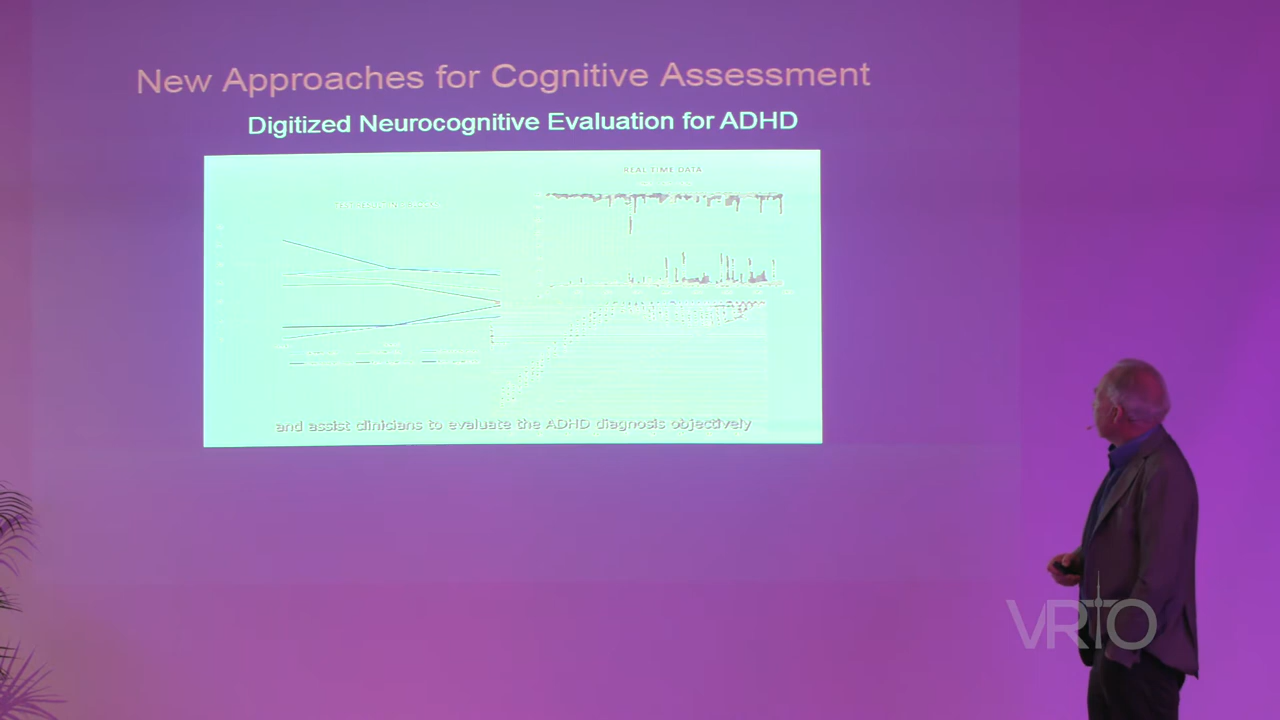 New Approaches for Cognitive Assessment
Digitized Neurocognitive Evaluation for ADHD
REAL TIME DATA
and assist clinicians to evaluate the ADHD diagnosis objectively
VRTO